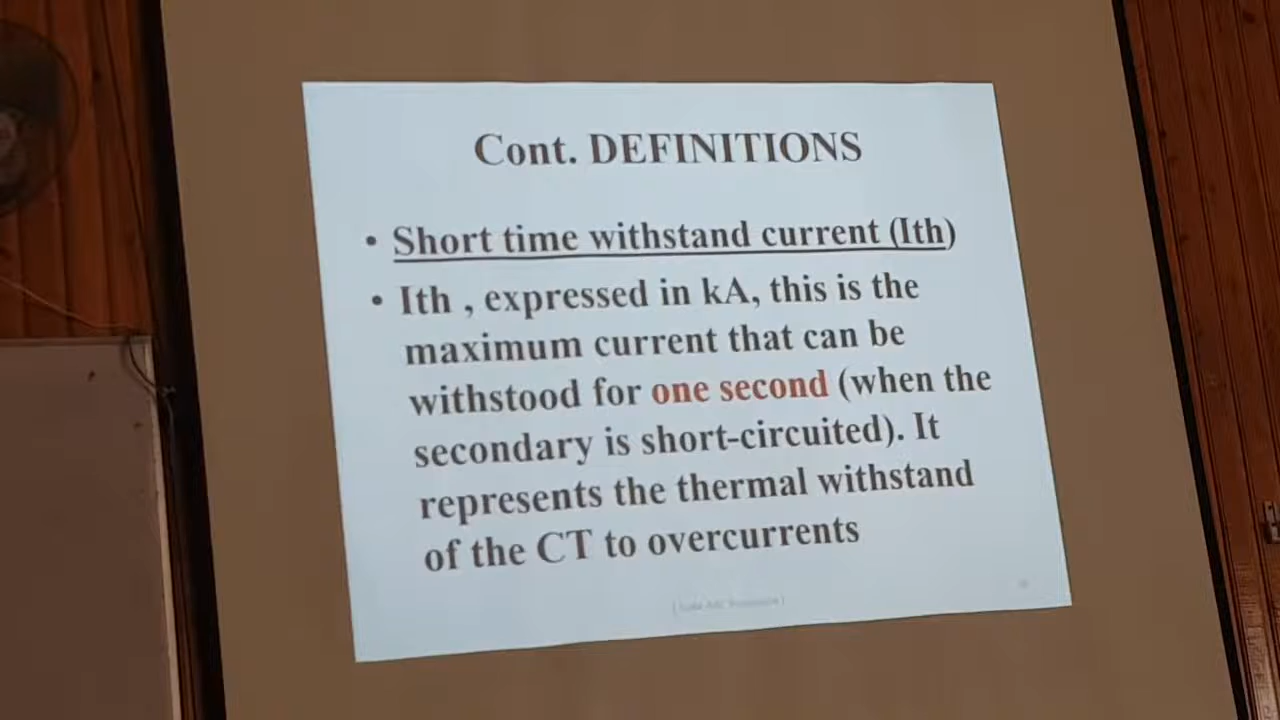 Cont. DEFINITIONS
• Short time withstand current (Ith)
• Ith , expressed in kA, this is the
maximum current that can be
withstood for one second (when the
secondary is short-circuited). It
represents the thermal withstand
of the CT to overcurrents